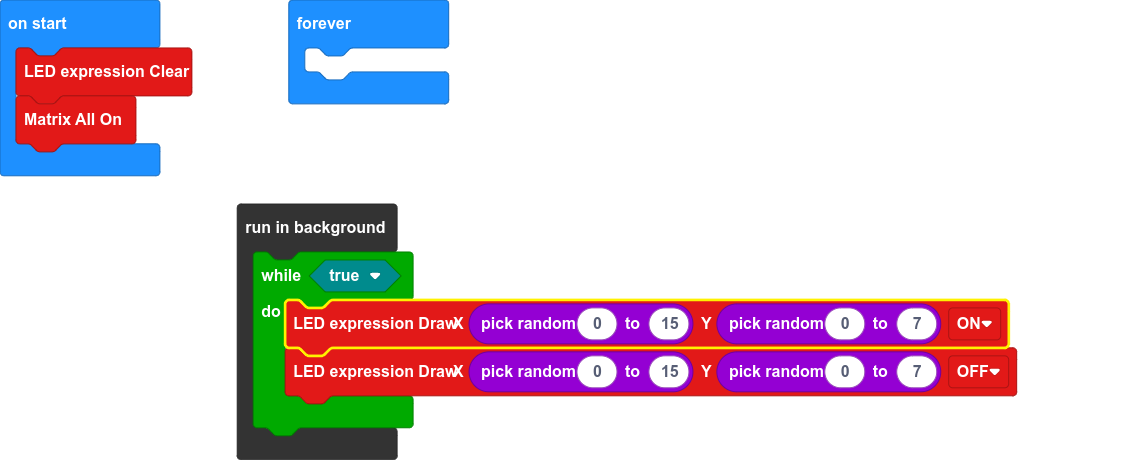 on start
LED expression Clear
Matrix All On
forever
run in background
while true
do
LED expression Draw X pick random 0 to 15 Y pick random 0 to 7 ON
LED expression Draw X pick random 0 to 15 Y pick random 0 to 7 OFF